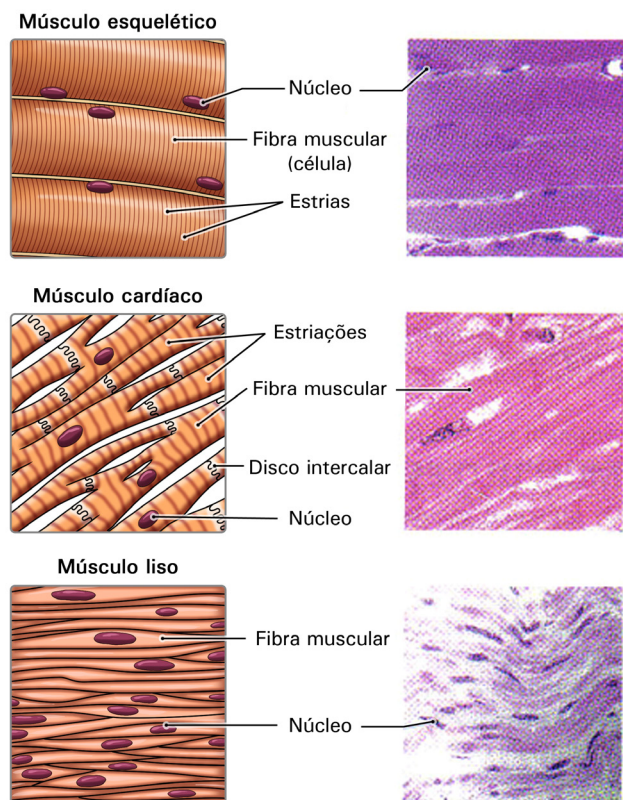 Músculo esquelético
Núcleo
Fibra muscular
(célula)
Estrias
Músculo cardíaco
Estriações
Fibra muscular
Disco intercalar
Núcleo
Músculo liso
Fibra muscular
Núcleo